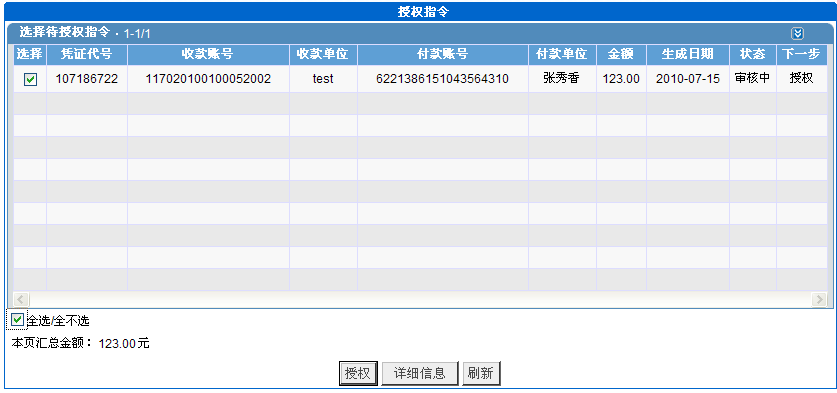 授权指令
选择待授权指令 · 1-1/1
选择 凭证代号 收款账号 收款单位 付款账号 付款单位 金额 生成日期 状态 下一步
107186722 117020100100052002 test 6221386151043564310 张秀香 123.00 2010-07-15 审核中 授权
全选/全不选
本页汇总金额： 123.00元
授权 详细信息 刷新